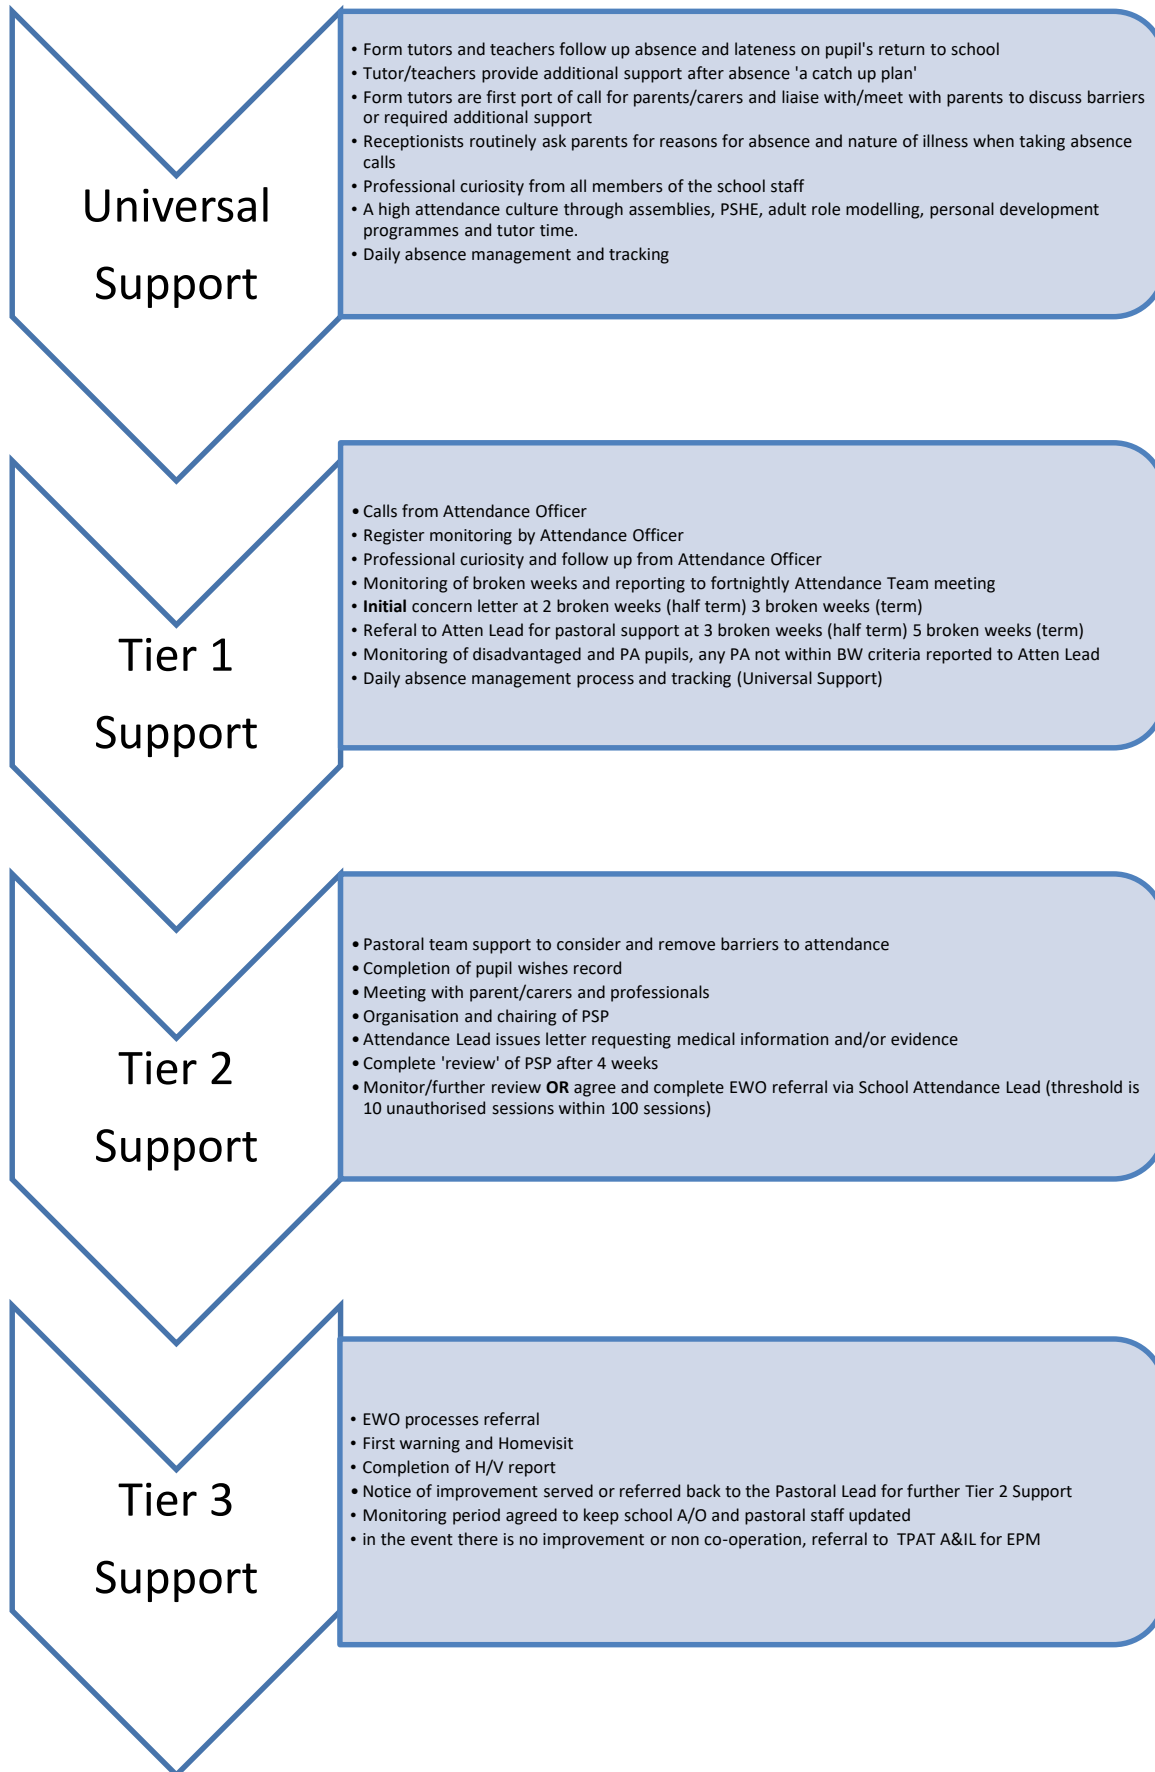 Universal
Support
• Form tutors and teachers follow up absence and lateness on pupil's return to school
• Tutor/teachers provide additional support after absence 'a catch up plan'
• Form tutors are first port of call for parents/carers and liaise with/meet with parents to discuss barriers
or required additional support
• Receptionists routinely ask parents for reasons for absence and nature of illness when taking absence
calls
• Professional curiosity from all members of the school staff
• A high attendance culture through assemblies, PSHE, adult role modelling, personal development
programmes and tutor time.
• Daily absence management and tracking
Tier 1
Support
• Calls from Attendance Officer
• Register monitoring by Attendance Officer
• Professional curiosity and follow up from Attendance Officer
• Monitoring of broken weeks and reporting to fortnightly Attendance Team meeting
• Initial concern letter at 2 broken weeks (half term) 3 broken weeks (term)
• Referal to Atten Lead for pastoral support at 3 broken weeks (half term) 5 broken weeks (term)
• Monitoring of disadvantaged and PA pupils, any PA not within BW criteria reported to Atten Lead
• Daily absence management process and tracking (Universal Support)
Tier 2
Support
• Pastoral team support to consider and remove barriers to attendance
• Completion of pupil wishes record
• Meeting with parent/carers and professionals
• Organisation and chairing of PSP
• Attendance Lead issues letter requesting medical information and/or evidence
• Complete 'review' of PSP after 4 weeks
• Monitor/further review OR agree and complete EWO referral via School Attendance Lead (threshold is
10 unauthorised sessions within 100 sessions)
Tier 3
Support
• EWO processes referral
• First warning and Homevisit
• Completion of H/V report
• Notice of improvement served or referred back to the Pastoral Lead for further Tier 2 Support
• Monitoring period agreed to keep school A/O and pastoral staff updated
• in the event there is no improvement or non co-operation, referral to TPAT A&IL for EPM